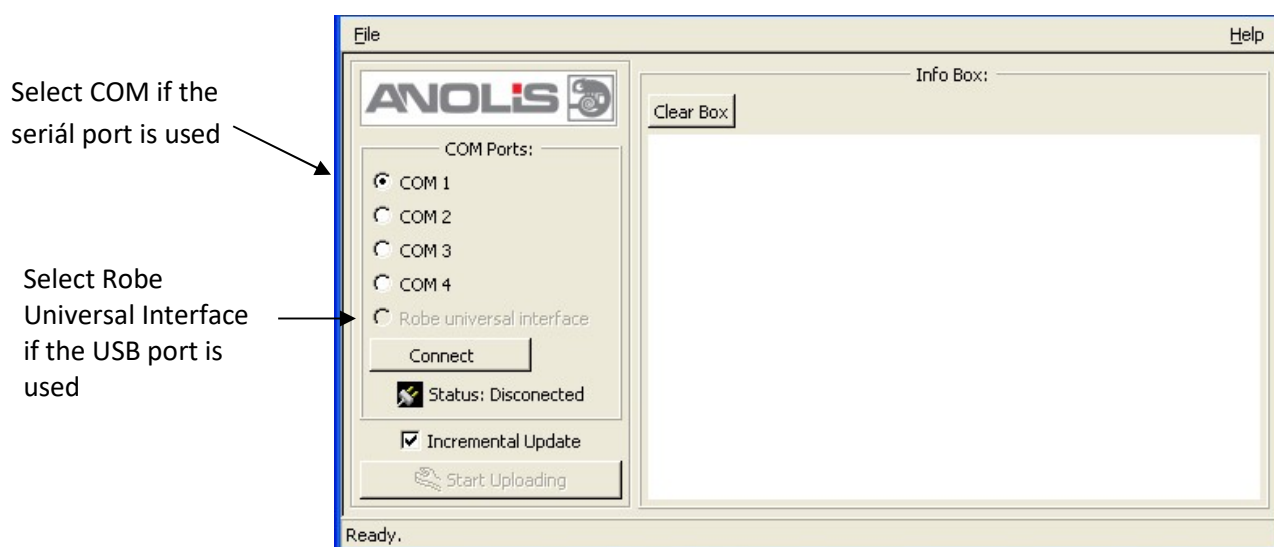 Select COM if the
seriál port is used
Select Robe
Universal Interface
if the USB port is
used
File
Help
ANOLiS
COM Ports:
COM 1
COM 2
COM 3
COM 4
Robe universal interface
Connect
Status: Disconected
Incremental Update
Start Uploading
Info Box:
Clear Box
Ready.